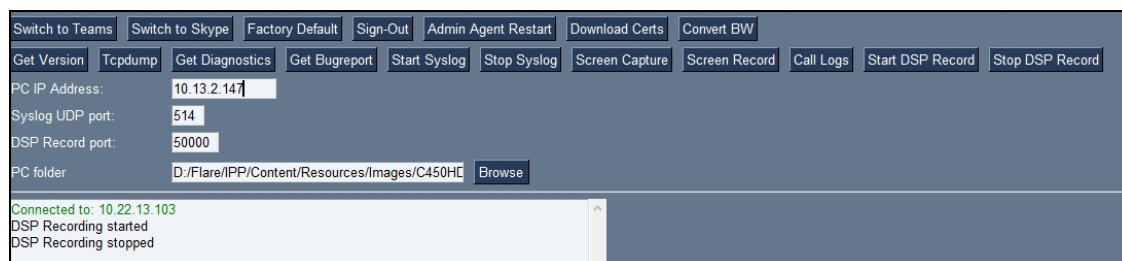 Switch to Teams Switch to Skype Factory Default Sign-Out Admin Agent Restart Download Certs Convert BW
Get Version Tcpdump Get Diagnostics Get Bugreport Start Syslog Stop Syslog Screen Capture Screen Record Call Logs Start DSP Record Stop DSP Record
PC IP Address: 10.13.2.147
Syslog UDP port: 514
DSP Record port: 50000
PC folder D:/Flare/IPP/Content/Resources/Images/C450HD Browse
Connected to: 10.22.13.103
DSP Recording started
DSP Recording stopped